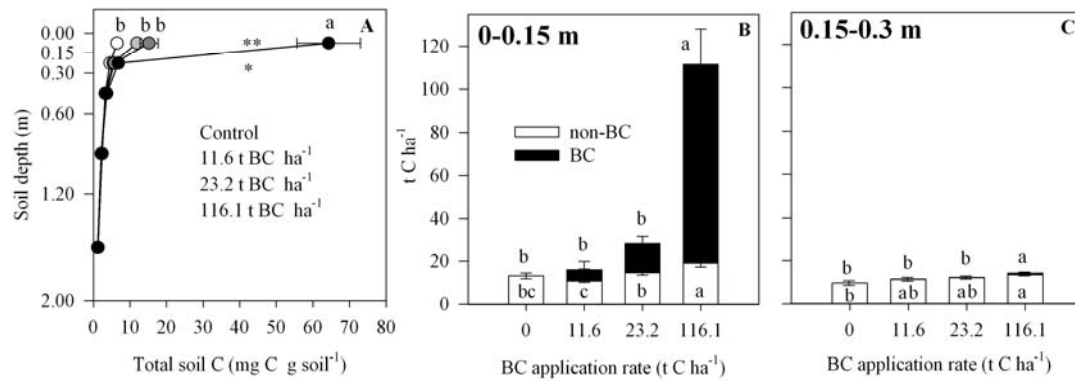 A
b b b a
0.00
0.15
0.30
0.60
1.20
2.00
**
*
Soil depth (m)
Control
11.6 t BC ha⁻¹
23.2 t BC ha⁻¹
116.1 t BC ha⁻¹
0 10 20 30 40 50 60 70 80
Total soil C (mg C g soil⁻¹)
0-0.15 m
B
120
100
80
60
40
20
0
t C ha⁻¹
non-BC
BC
b b b a
bc c b a
0 11.6 23.2 116.1
BC application rate (t C ha⁻¹)
0.15-0.3 m
C
b b b a
b ab ab a
0 11.6 23.2 116.1
BC application rate (t C ha⁻¹)